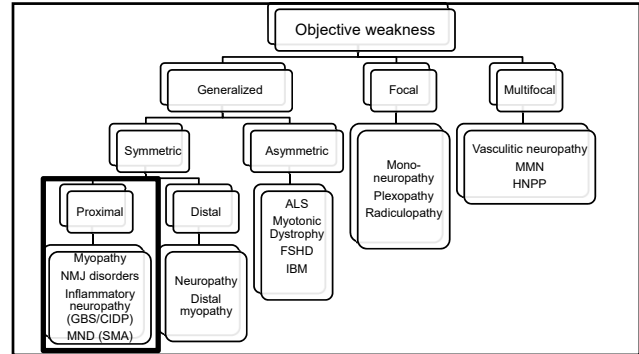 Objective weakness
Generalized
Focal
Multifocal
Symmetric
Asymmetric
Mono-
neuropathy
Plexopathy
Radiculopathy
Vasculitic neuropathy
MMN
HNPP
Proximal
Distal
ALS
Myotonic
Dystrophy
FSHD
IBM
Myopathy
NMJ disorders
Inflammatory
neuropathy
(GBS/CIDP)
MND (SMA)
Neuropathy
Distal
myopathy